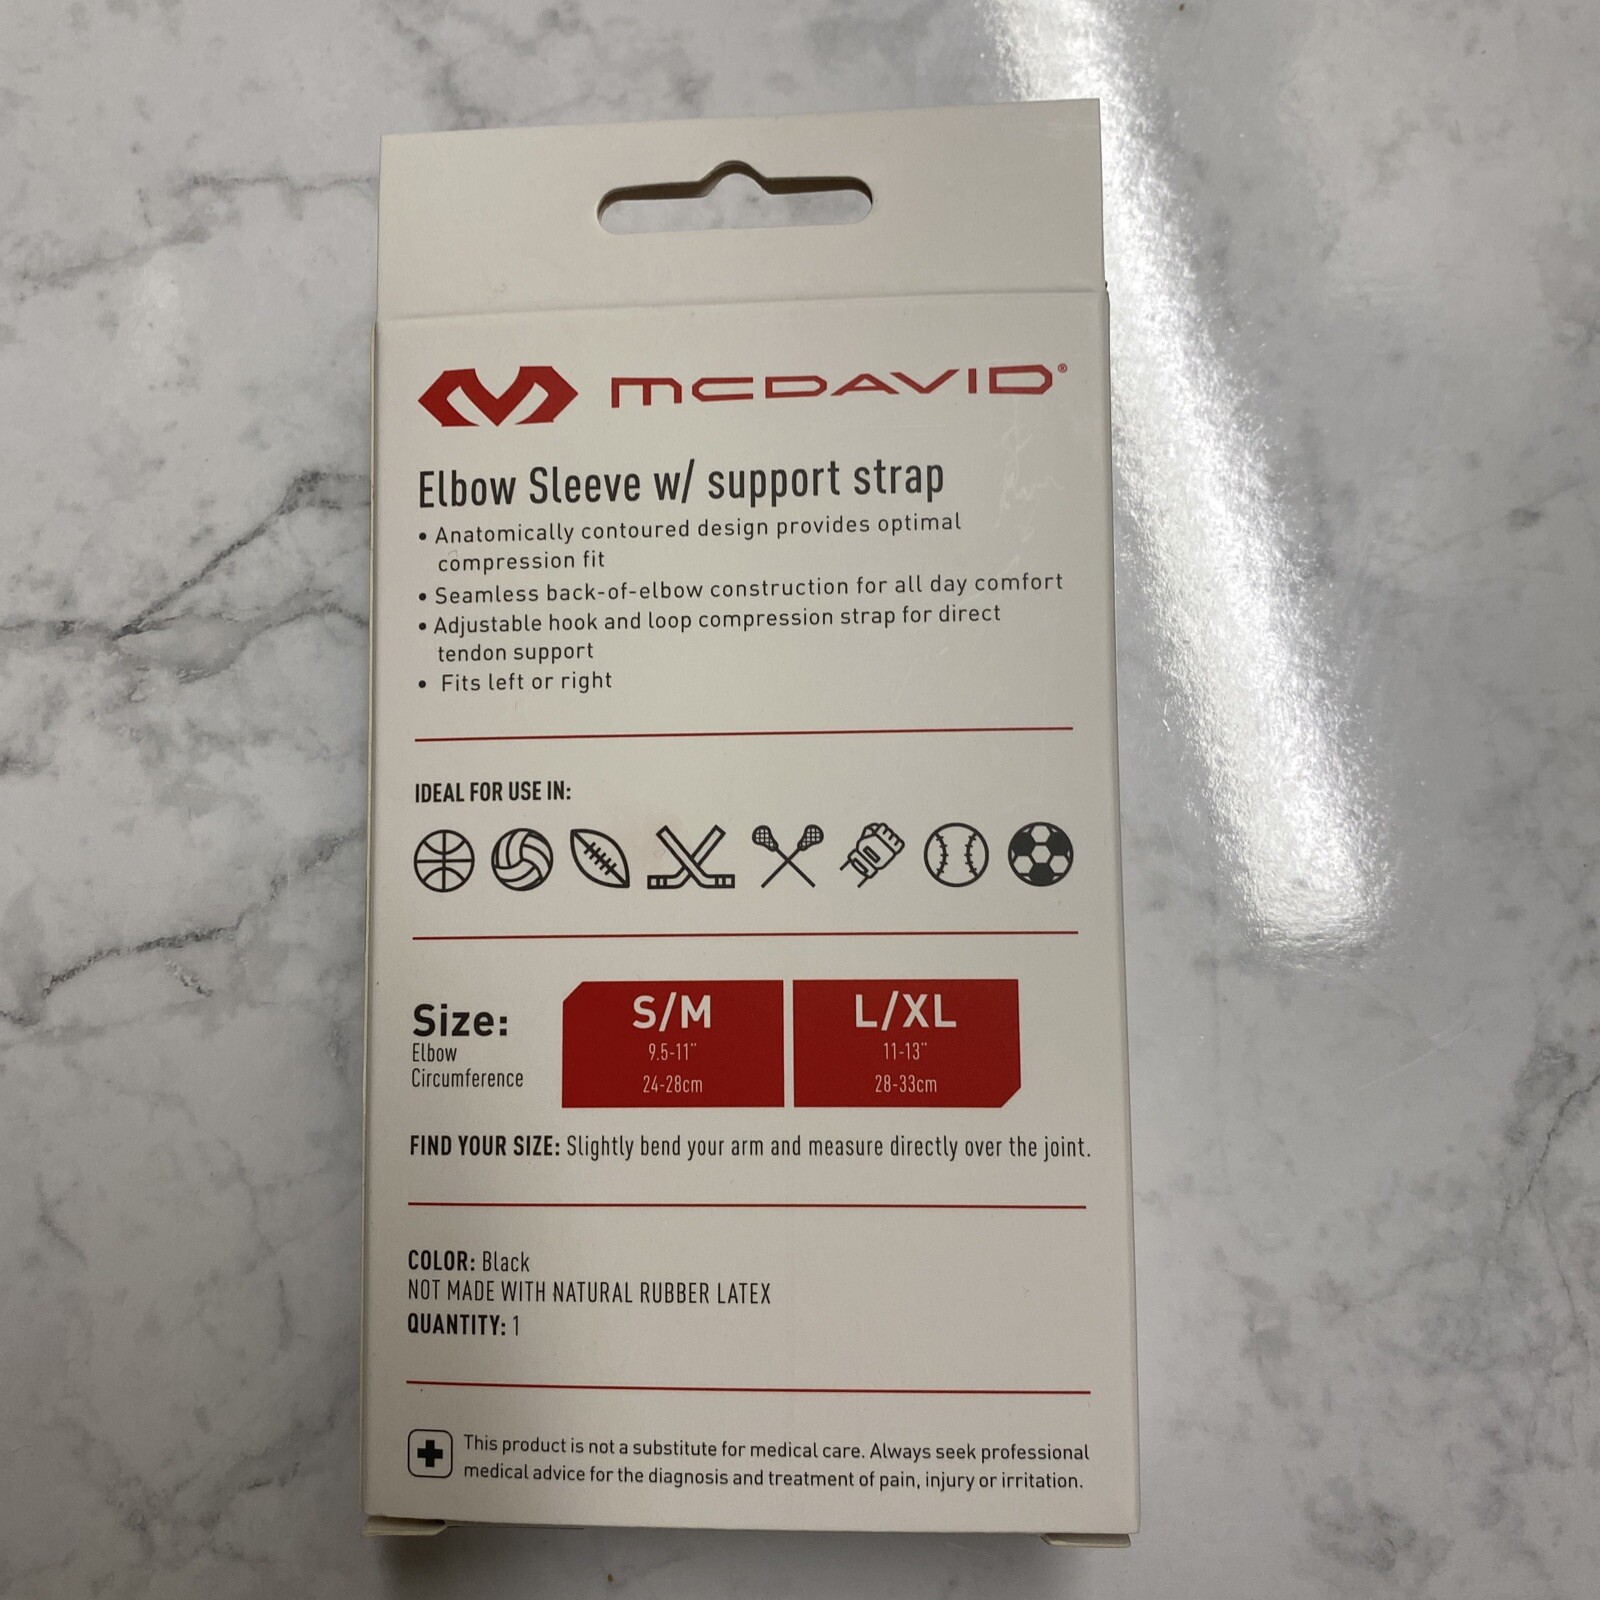 MCDAVID®
Elbow Sleeve w/ support strap
• Anatomically contoured design provides optimal
compression fit
• Seamless back-of-elbow construction for all day comfort
• Adjustable hook and loop compression strap for direct
tendon support
• Fits left or right
IDEAL FOR USE IN:
Size:
Elbow
Circumference
S/M
9.5-11"
24-28cm
L/XL
11-13"
28-33cm
FIND YOUR SIZE: Slightly bend your arm and measure directly over the joint.
COLOR: Black
NOT MADE WITH NATURAL RUBBER LATEX
QUANTITY: 1
This product is not a substitute for medical care. Always seek professional
medical advice for the diagnosis and treatment of pain, injury or irritation.